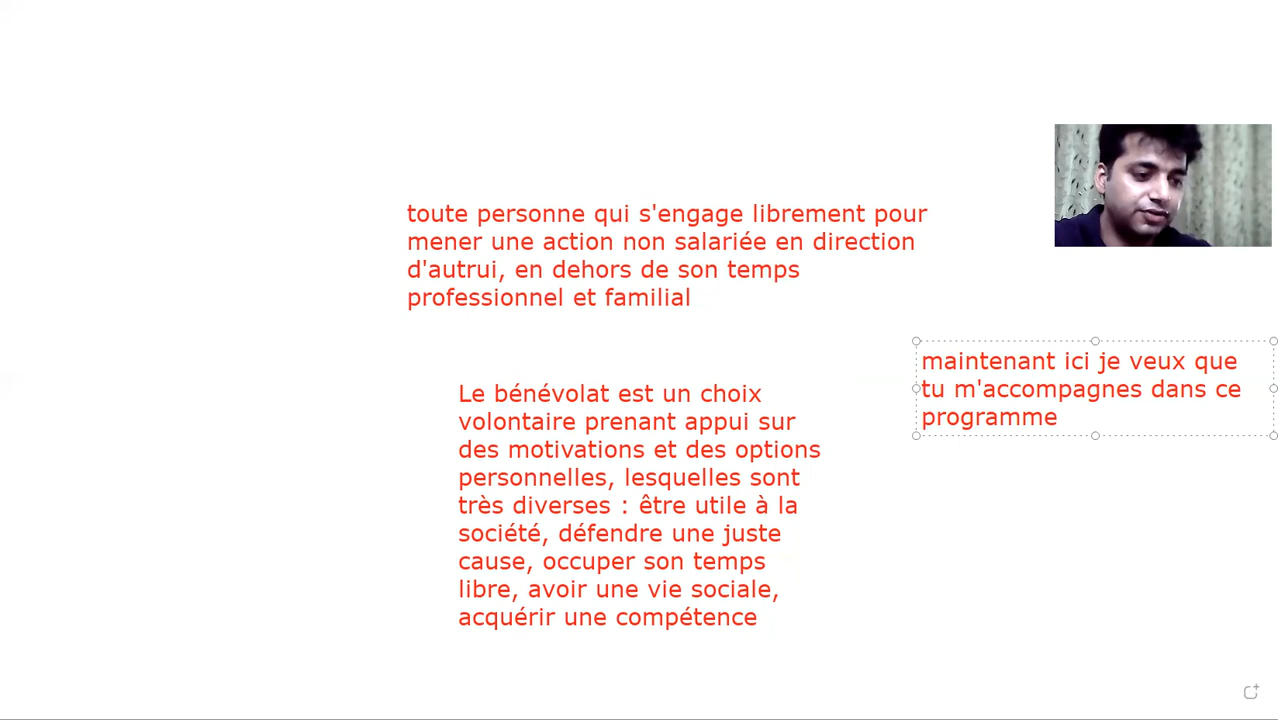 toute personne qui s'engage librement pour
mener une action non salariée en direction
d'autrui, en dehors de son temps
professionnel et familial
maintenant ici je veux que
tu m'accompagnes dans ce
programme
Le bénévolat est un choix
volontaire prenant appui sur
des motivations et des options
personnelles, lesquelles sont
très diverses : être utile à la
société, défendre une juste
cause, occuper son temps
libre, avoir une vie sociale,
acquérir une compétence